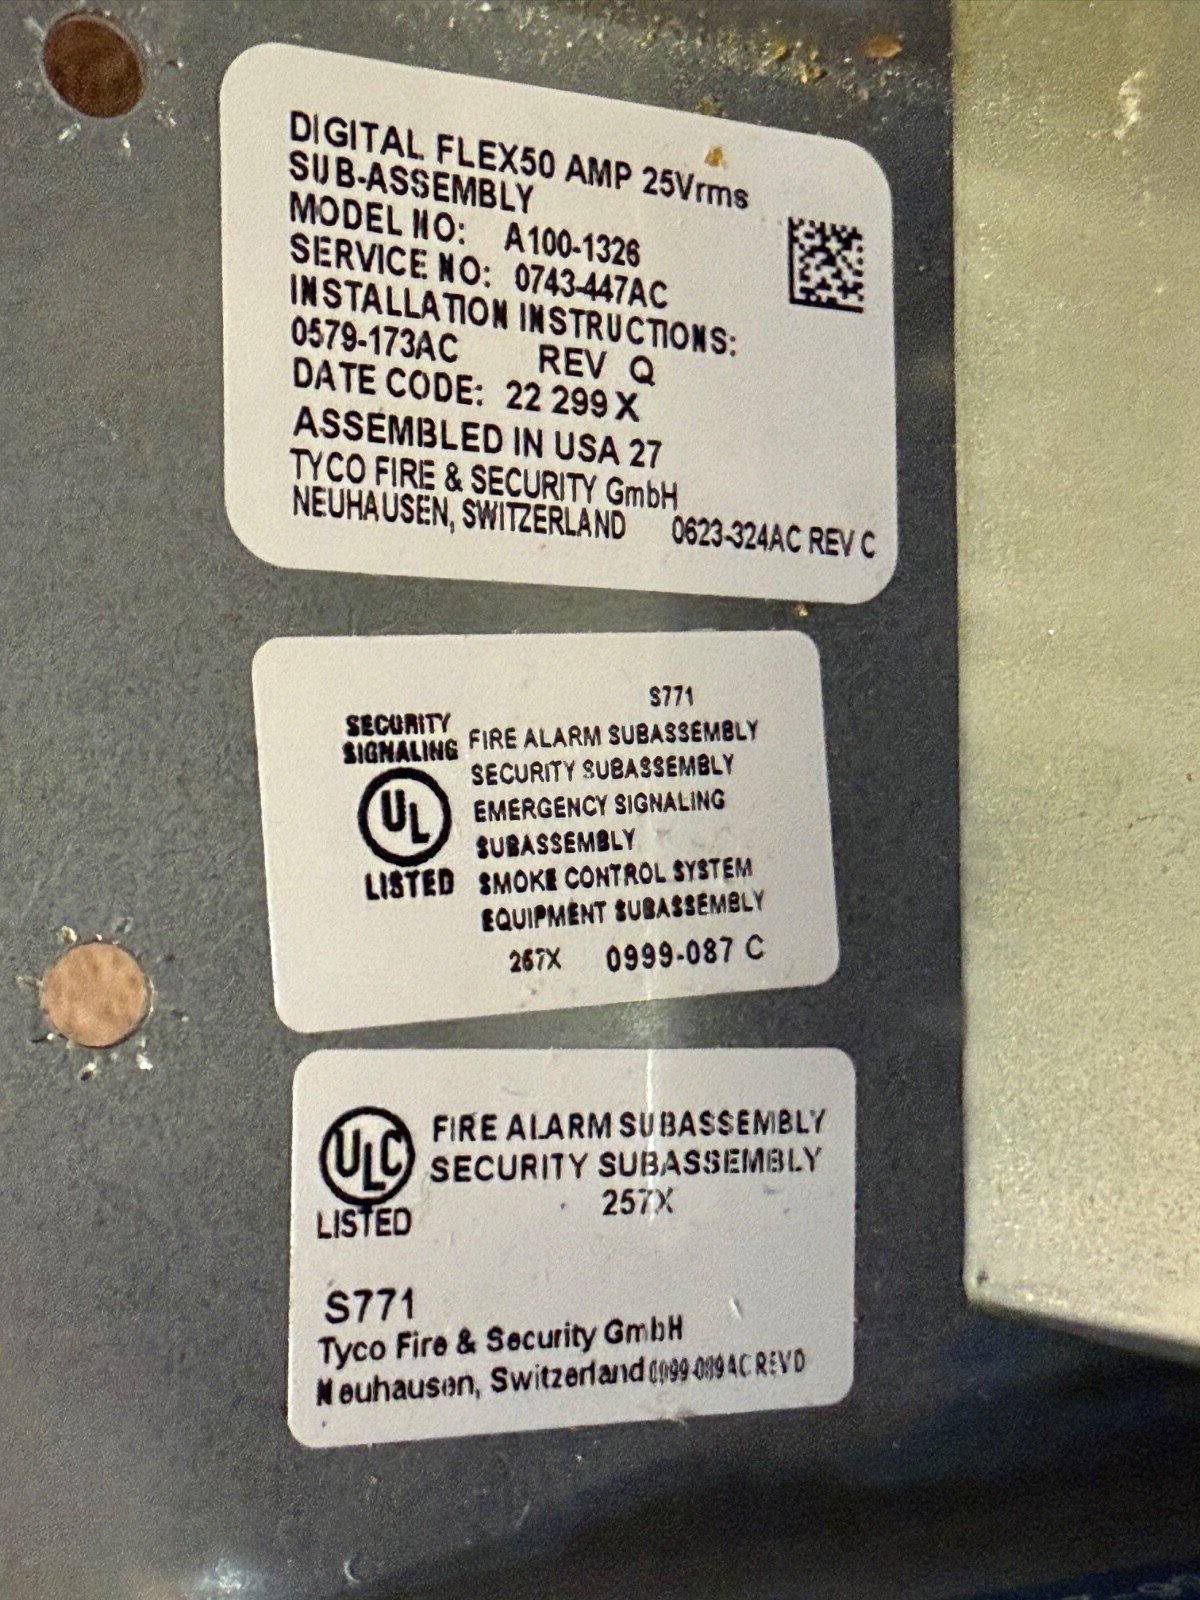 DIGITAL FLEX50 AMP 25Vrms
SUB-ASSEMBLY
MODEL NO: A100-1326
SERVICE NO: 0743-447AC
INSTALLATION INSTRUCTIONS:
0579-173AC REV Q
DATE CODE: 22 299 X
ASSEMBLED IN USA 27
TYCO FIRE & SECURITY GmbH
NEUHAUSEN, SWITZERLAND 0623-324AC REV C
S771
SECURITY
SIGNALING
UL
LISTED
FIRE ALARM SUBASSEMBLY
SECURITY SUBASSEMBLY
EMERGENCY SIGNALING
SUBASSEMBLY
SMOKE CONTROL SYSTEM
EQUIPMENT SUBASSEMBLY
257X 0999-087 C
ULC
LISTED
FIRE ALARM SUBASSEMBLY
SECURITY SUBASSEMBLY
257X
S771
Tyco Fire & Security GmbH
Neuhausen, Switzerland 0999-089AC REV D